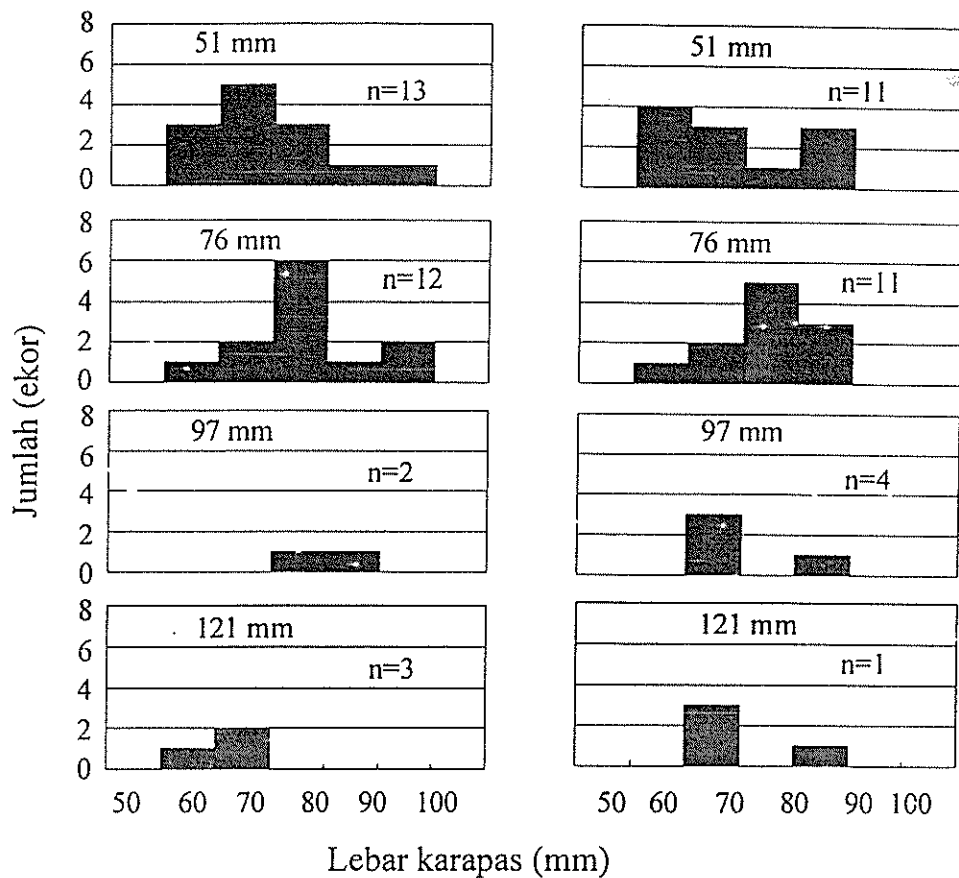 8
6
4
2
0
51 mm
n=13
51 mm
n=11
8
6
4
2
0
76 mm
n=12
76 mm
n=11
8
6
4
2
0
97 mm
n=2
97 mm
n=4
8
6
4
2
0
121 mm
n=3
121 mm
n=1
Jumlah (ekor)
50 60 70 80 90 100
50 60 70 80 90 100
Lebar karapas (mm)